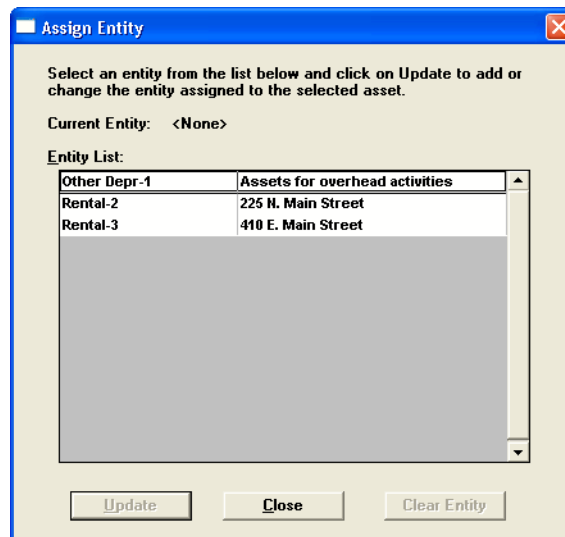 Assign Entity
Select an entity from the list below and click on Update to add or
change the entity assigned to the selected asset.
Current Entity: <None>
Entity List:
Other Depr-1 Assets for overhead activities
Rental-2 225 N. Main Street
Rental-3 410 E. Main Street
Update Close Clear Entity